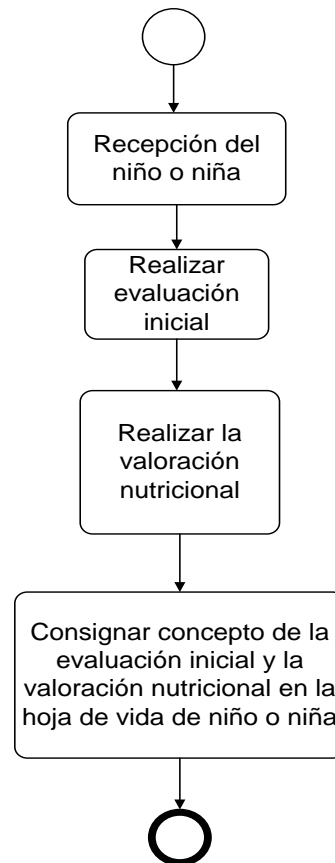 Recepción del
niño o niña
Realizar
evaluación
inicial
Realizar la
valoración
nutricional
Consignar concepto de la
evaluación inicial y la
valoración nutricional en la
hoja de vida de niño o niña